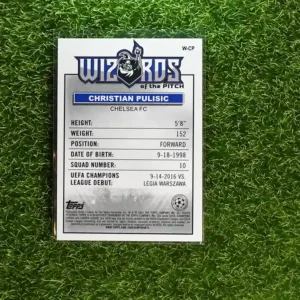 W-CP
WIZARDS
of the PITCH
CHRISTIAN PULISIC
CHELSEA FC
HEIGHT: 5'8"
WEIGHT: 152
POSITION: FORWARD
DATE OF BIRTH: 9-18-1998
SQUAD NUMBER: 10
UEFA CHAMPIONS 9-14-2016 VS.
LEAGUE DEBUT: LEGIA WARSZAWA
Topps